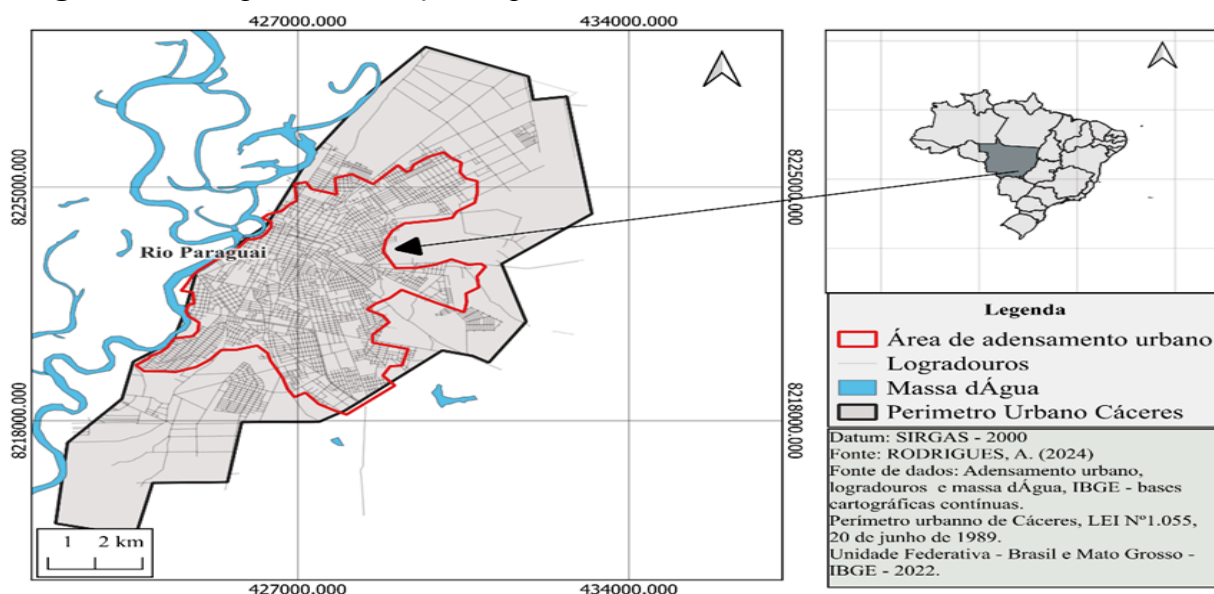 427000.000
434000.000
8225000.000
8225000.000
Rio Paraguai
8218000.000
8218000.000
1 2 km
427000.000
434000.000
Legenda
Área de adensamento urbano
Logradouros
Massa dÁgua
Perimetro Urbano Cáceres
Datum: SIRGAS - 2000
Fonte: RODRIGUES, A. (2024)
Fonte de dados: Adensamento urbano,
logradouros e massa dÁgua, IBGE - bases
cartográficas contínuas.
Perímetro urbanno de Cáceres, LEI Nº1.055,
20 de junho de 1989.
Unidade Federativa - Brasil e Mato Grosso -
IBGE - 2022.